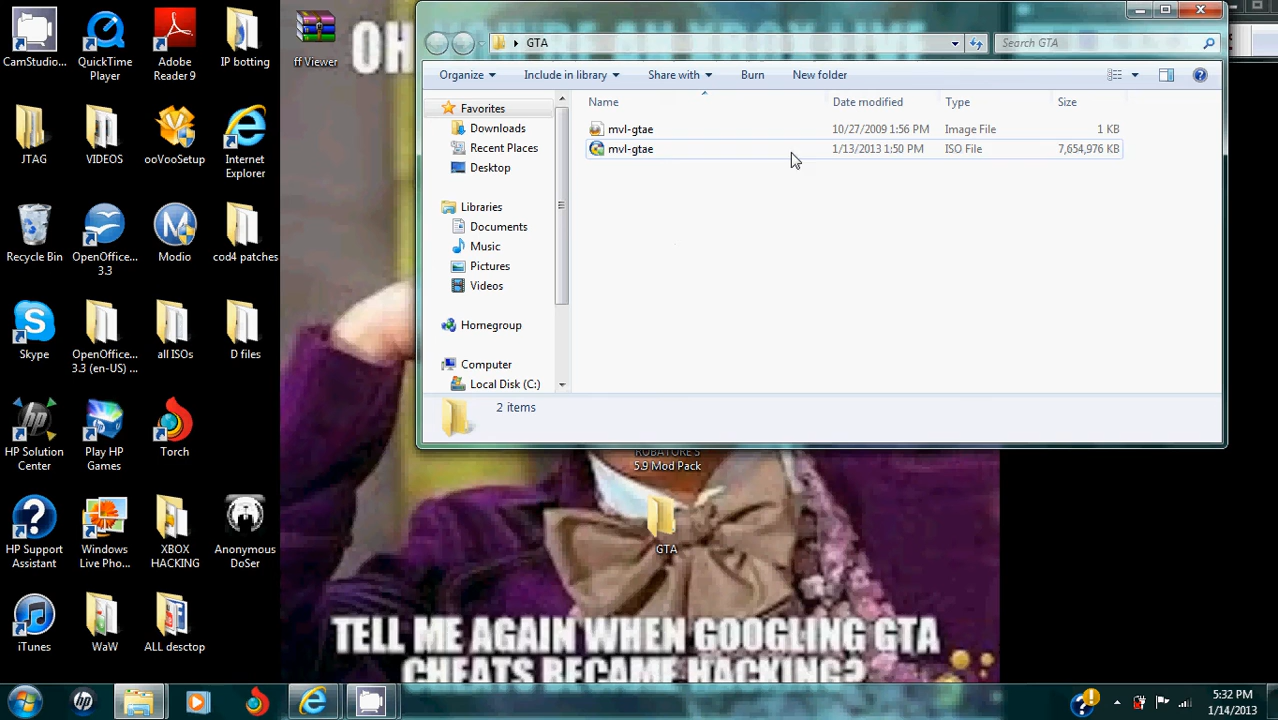 CamStudio...
QuickTime Player
Adobe Reader 9
IP botting
ff Viewer
JTAG
VIDEOS
ooVooSetup
Internet Explorer
Recycle Bin
OpenOffice... 3.3
Modio
cod4 patches
Skype
OpenOffice... 3.3 (en-US) ...
all ISOs
D files
HP Solution Center
Play HP Games
Torch
HP Support Assistant
Windows Live Pho...
XBOX HACKING
Anonymous DoSer
iTunes
WaW
ALL desctop
OH
GTA
Search GTA
Organize
Include in library
Share with
Burn
New folder
Name
Date modified
Type
Size
mvl-gtae
10/27/2009 1:56 PM
Image File
1 KB
mvl-gtae
1/13/2013 1:50 PM
ISO File
7,654,976 KB
Favorites
Downloads
Recent Places
Desktop
Libraries
Documents
Music
Pictures
Videos
Homegroup
Computer
Local Disk (C:)
2 items
5.9 Mod Pack
GTA
TELL ME AGAIN WHEN GOOGLING GTA
CHEATS BECAME HACKING?
5:32 PM
1/14/2013